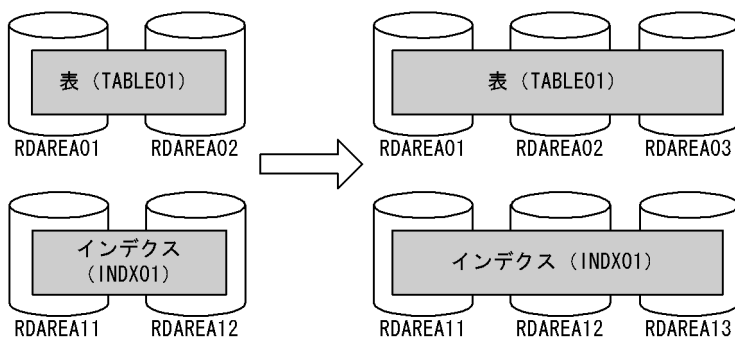 表（TABLE01）
RDAREA01 RDAREA02
表（TABLE01）
RDAREA01 RDAREA02 RDAREA03
インデクス
（INDX01）
RDAREA11 RDAREA12
インデクス（INDX01）
RDAREA11 RDAREA12 RDAREA13